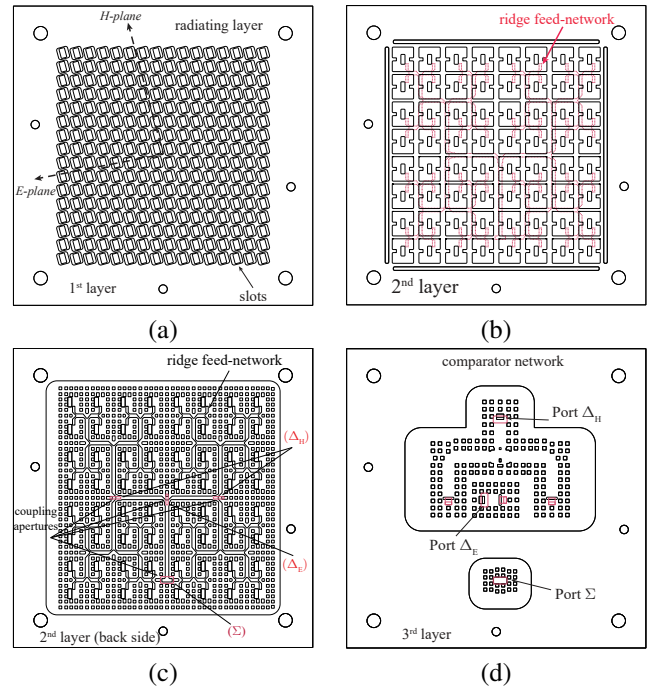 H-plane
radiating layer
E-plane
1st layer
slots
(a)
ridge feed-network
2nd layer
(b)
ridge feed-network
(ΔH)
coupling
apertures
(ΔE)
2nd layer (back side)
(Σ)
(c)
comparator network
Port ΔH
Port ΔE
Port Σ
3rd layer
(d)